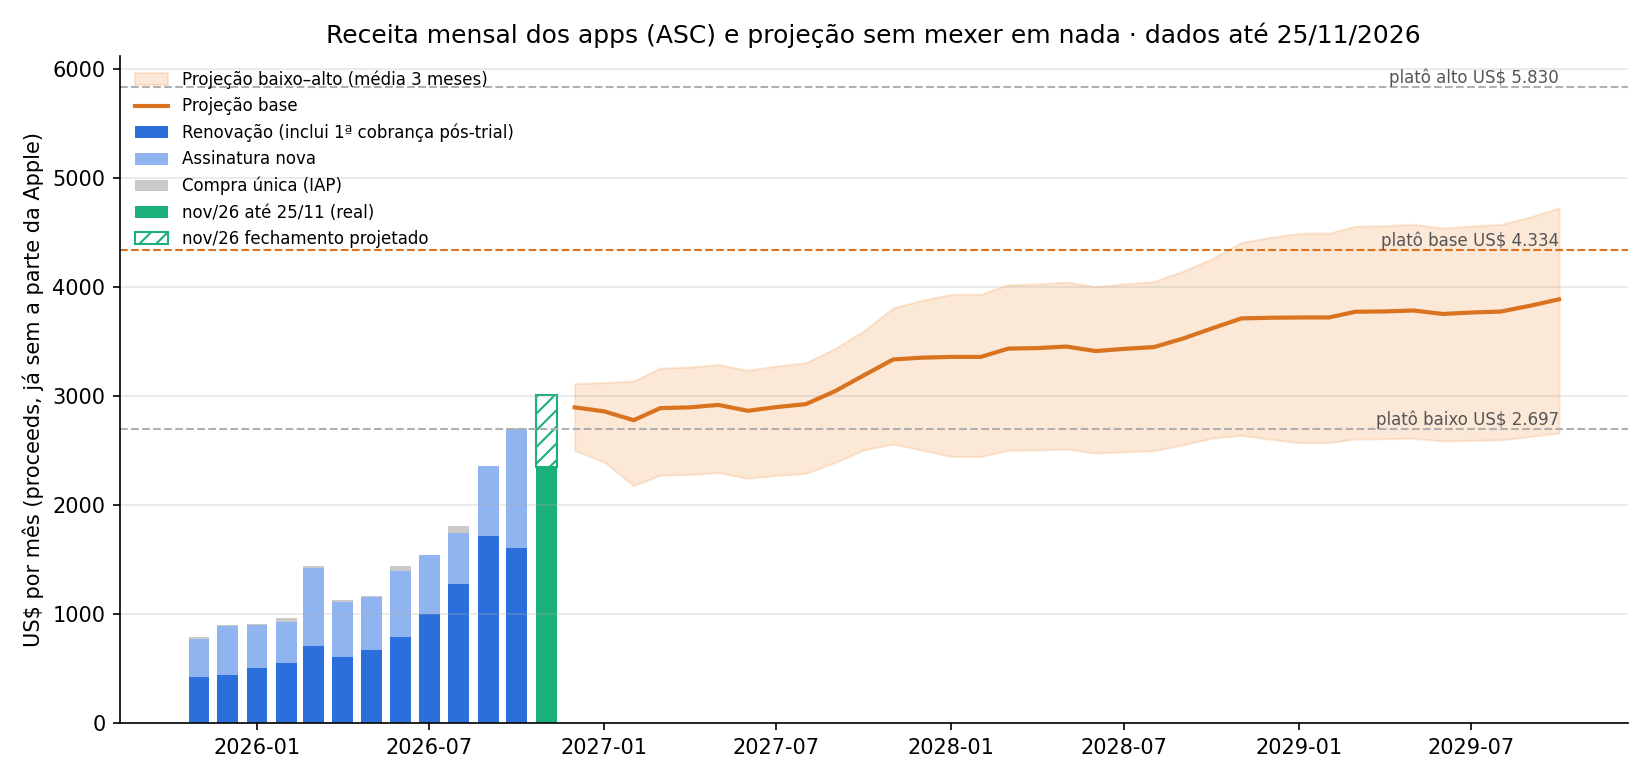 Receita mensal dos apps (ASC) e projeção sem mexer em nada · dados até 25/11/2026
US$ por mês (proceeds, já sem a parte da Apple)
6000
5000
4000
3000
2000
1000
0
Projeção baixo–alto (média 3 meses)
Projeção base
Renovação (inclui 1ª cobrança pós-trial)
Assinatura nova
Compra única (IAP)
nov/26 até 25/11 (real)
nov/26 fechamento projetado
platô alto US$ 5.830
platô base US$ 4.334
platô baixo US$ 2.697
2026-01
2026-07
2027-01
2027-07
2028-01
2028-07
2029-01
2029-07